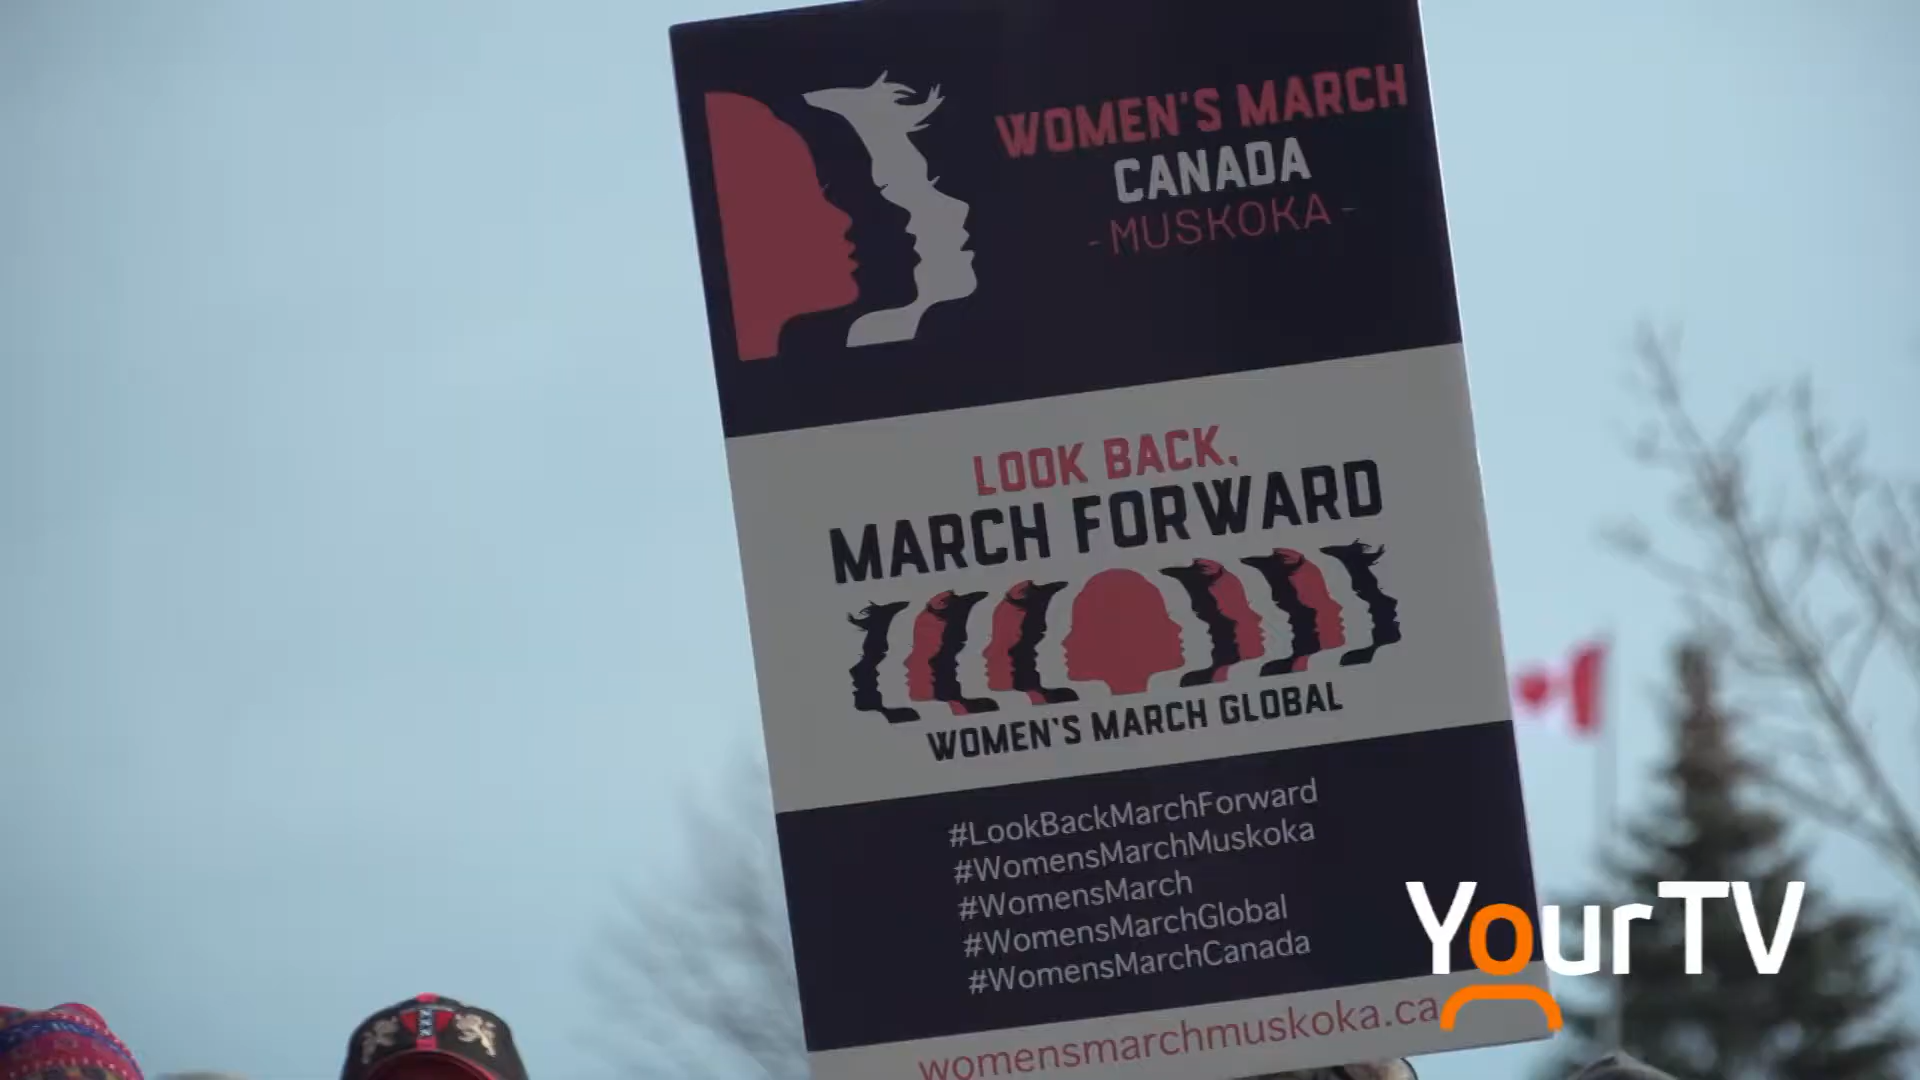 WOMEN'S MARCH
CANADA
-MUSKOKA-
LOOK BACK,
MARCH FORWARD
WOMEN'S MARCH GLOBAL
#LookBackMarchForward
#WomensMarchMuskoka
#WomensMarch
#WomensMarchGlobal
#WomensMarchCanada
womensmarchmuskoka.ca
YourTV
XXX